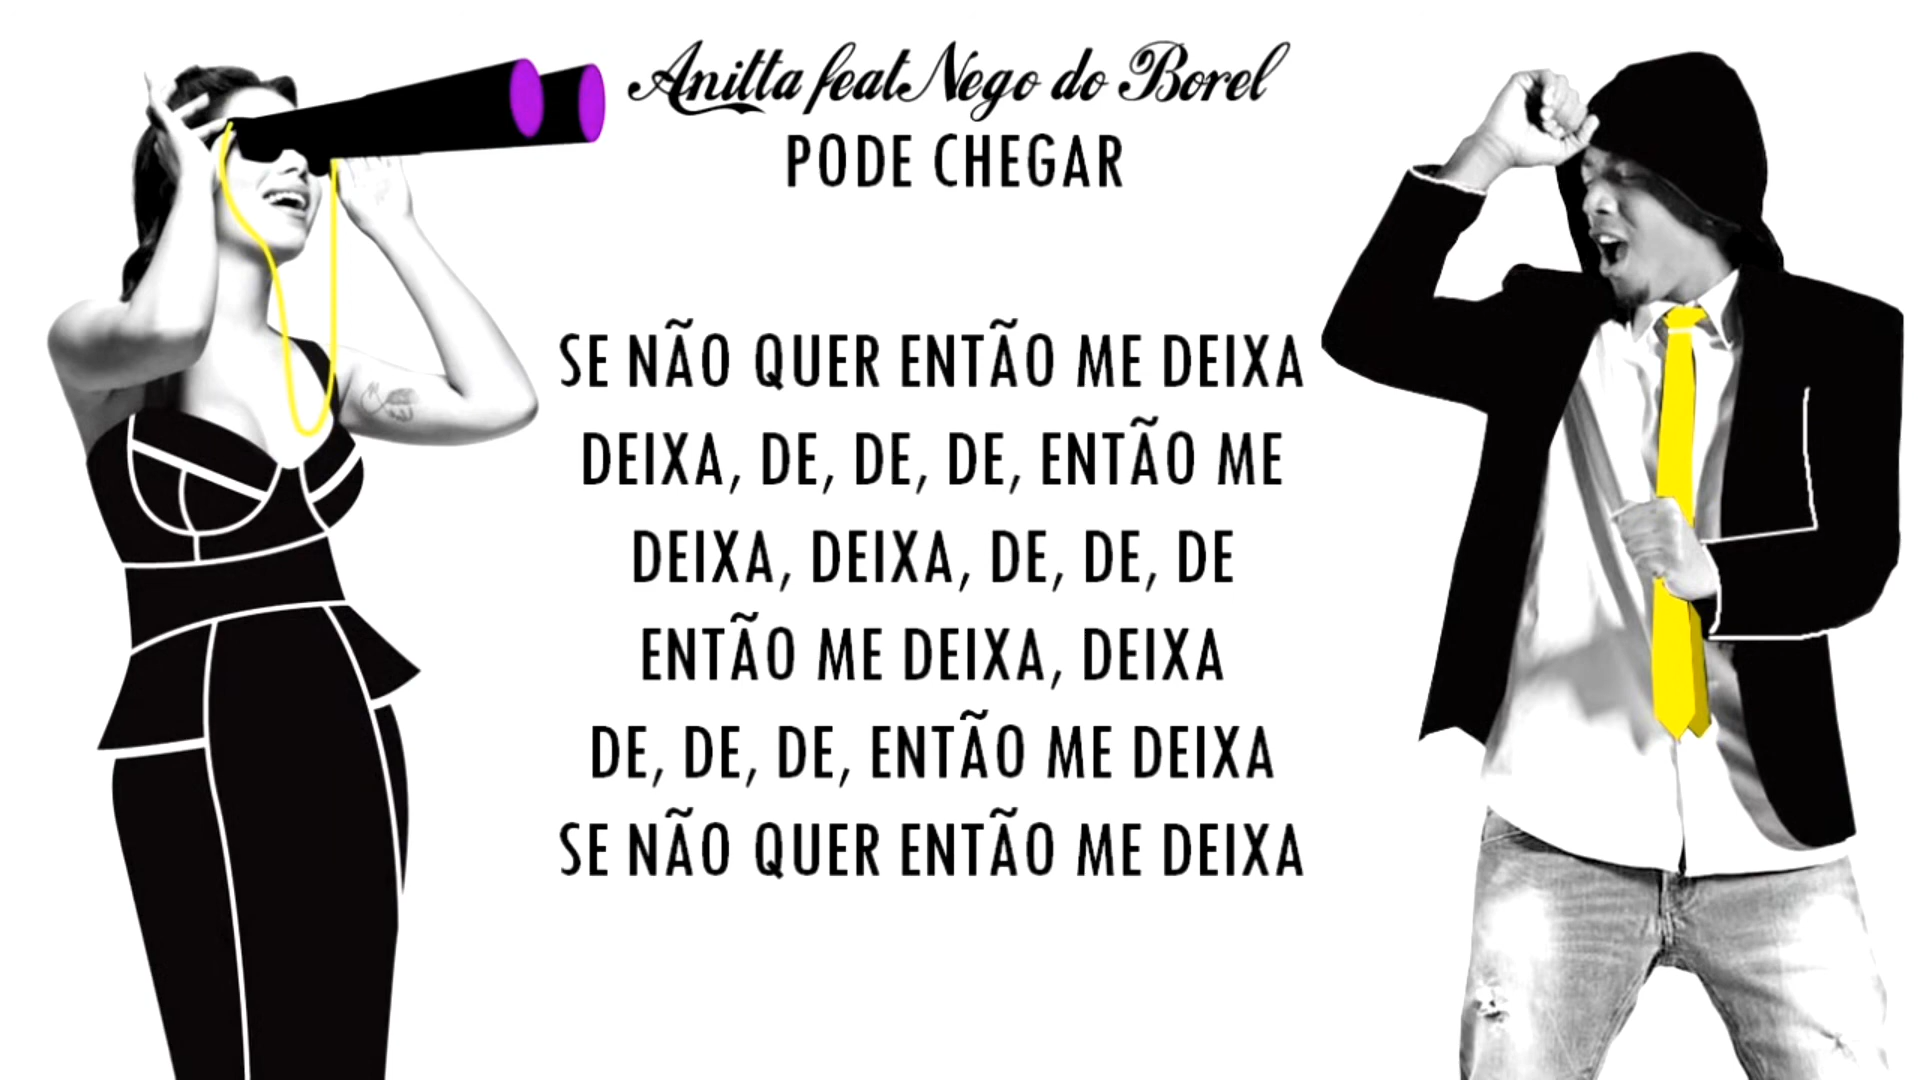 Anitta feat Nego do Borel
PODE CHEGAR
SE NÃO QUER ENTÃO ME DEIXA
DEIXA, DE, DE, DE, ENTÃO ME
DEIXA, DEIXA, DE, DE, DE
ENTÃO ME DEIXA, DEIXA
DE, DE, DE, ENTÃO ME DEIXA
SE NÃO QUER ENTÃO ME DEIXA